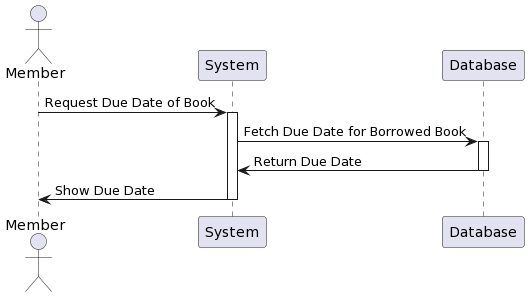 Member
System
Database
Request Due Date of Book
Fetch Due Date for Borrowed Book
Return Due Date
Show Due Date
Member
System
Database